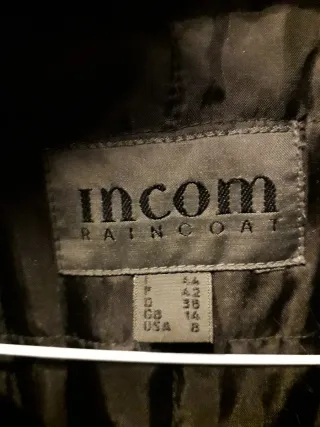 Incom
RAINCOAT
I 44
F 42
D 38
GB 14
USA 8